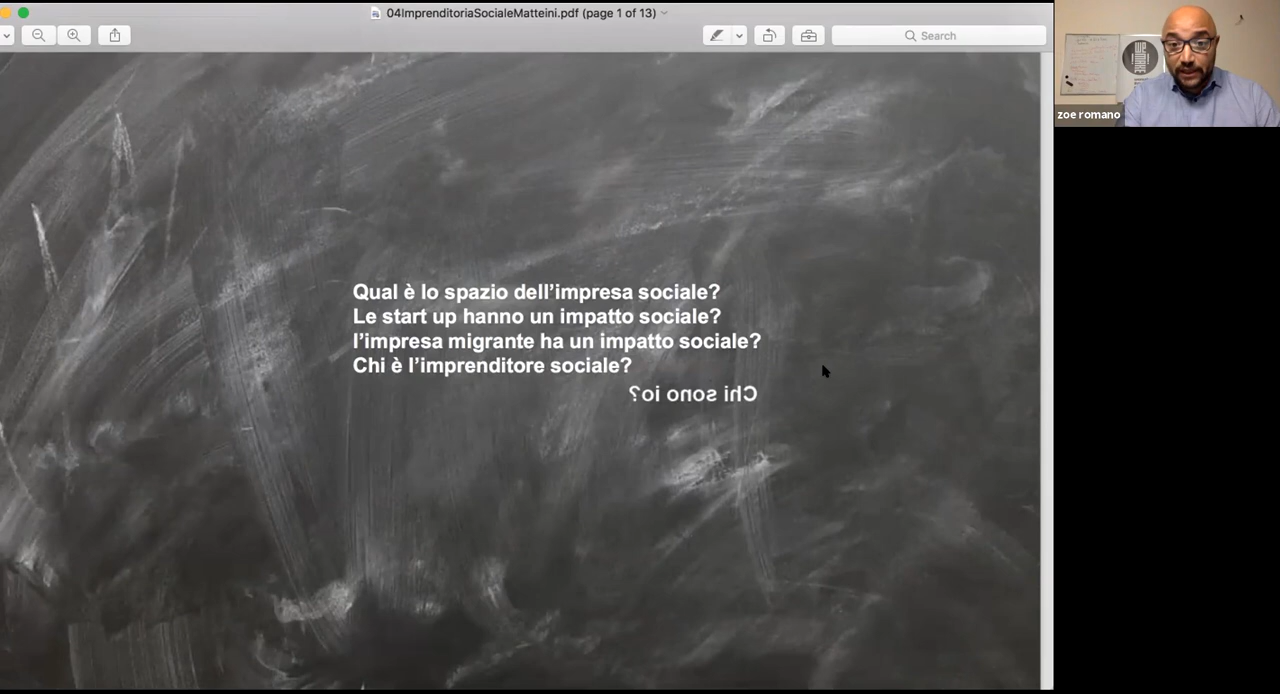 04ImprenditoriaSocialeMatteini.pdf (page 1 of 13)
Search
Qual è lo spazio dell’impresa sociale?
Le start up hanno un impatto sociale?
l’impresa migrante ha un impatto sociale?
Chi è l’imprenditore sociale?
Chi sono io?
zoe romano